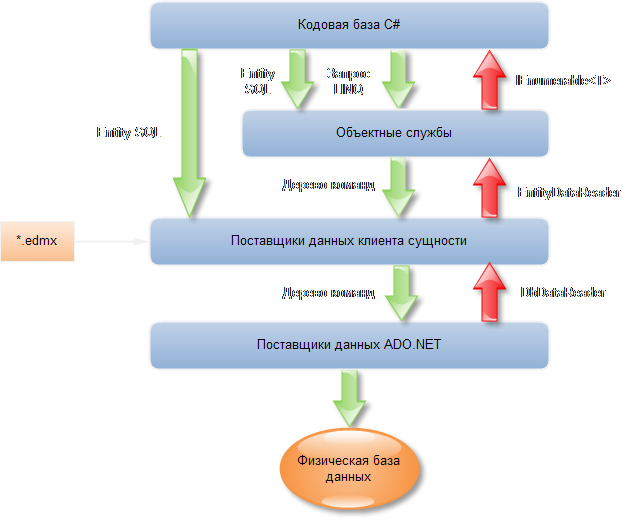 Кодовая база C#
Entity
SQL
Запрос
LINQ
IEnumerable<T>
Entity SQL
Объектные службы
Дерево команд
EntityDataReader
*.edmx
Поставщики данных клиента сущности
Дерево команд
DbDataReader
Поставщики данных ADO.NET
Физическая база
данных